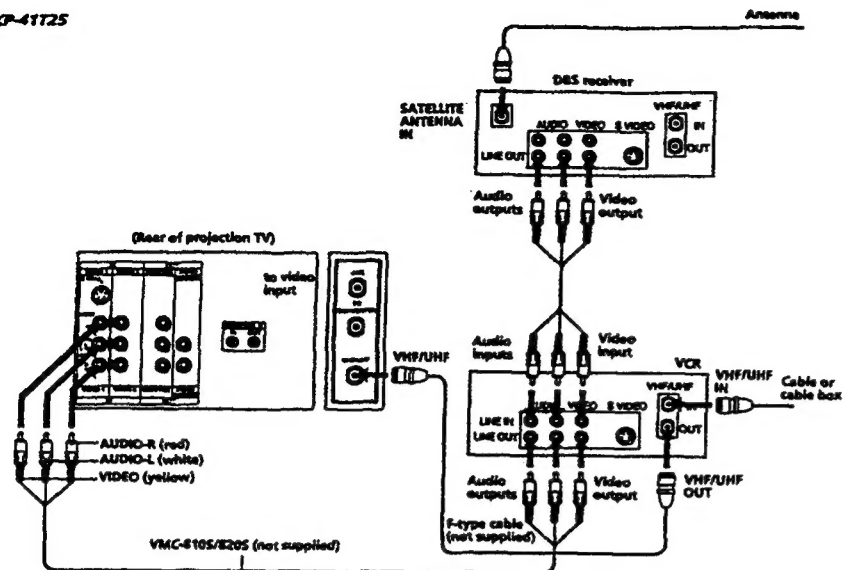 KP-41T25
Antenna
DBS receiver
SATELLITE
ANTENNA
IN
AUDIO VIDEO S VIDEO
VHF/UHF
IN
OUT
LINE OUT
Audio
outputs
Video
output
(Rear of projection TV)
to video
input
VHF/UHF
Audio
inputs
Video
input
VCR
VHF/UHF
IN
Cable or
cable box
VHF/UHF
AUDIO VIDEO S VIDEO
LINE IN
LINE OUT
OUT
AUDIO-R (red)
AUDIO-L (white)
VIDEO (yellow)
Audio
outputs
Video
output
VHF/UHF
OUT
F-type cable
(not supplied)
VMC-810S/820S (not supplied)